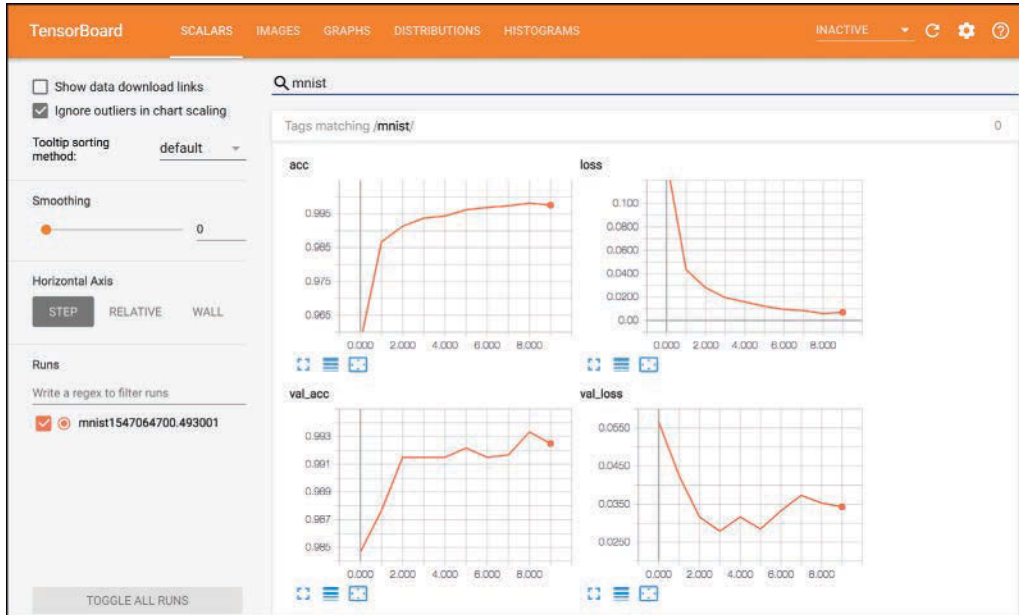 TensorBoard SCALARS IMAGES GRAPHS DISTRIBUTIONS HISTOGRAMS INACTIVE
Show data download links
Ignore outliers in chart scaling
Tooltip sorting
method:
default
Smoothing
0
Horizontal Axis
STEP RELATIVE WALL
Runs
Write a regex to filter runs
mnist1547064700.493001
TOGGLE ALL RUNS
mnist
Tags matching /mnist/ 0
acc
0.995
0.985
0.975
0.965
0.000 2.000 4.000 6.000 8.000
loss
0.100
0.0800
0.0600
0.0400
0.0200
0.00
0.000 2.000 4.000 6.000 8.000
val_acc
0.993
0.991
0.989
0.987
0.985
0.000 2.000 4.000 6.000 8.000
val_loss
0.0550
0.0450
0.0350
0.0250
0.000 2.000 4.000 6.000 8.000